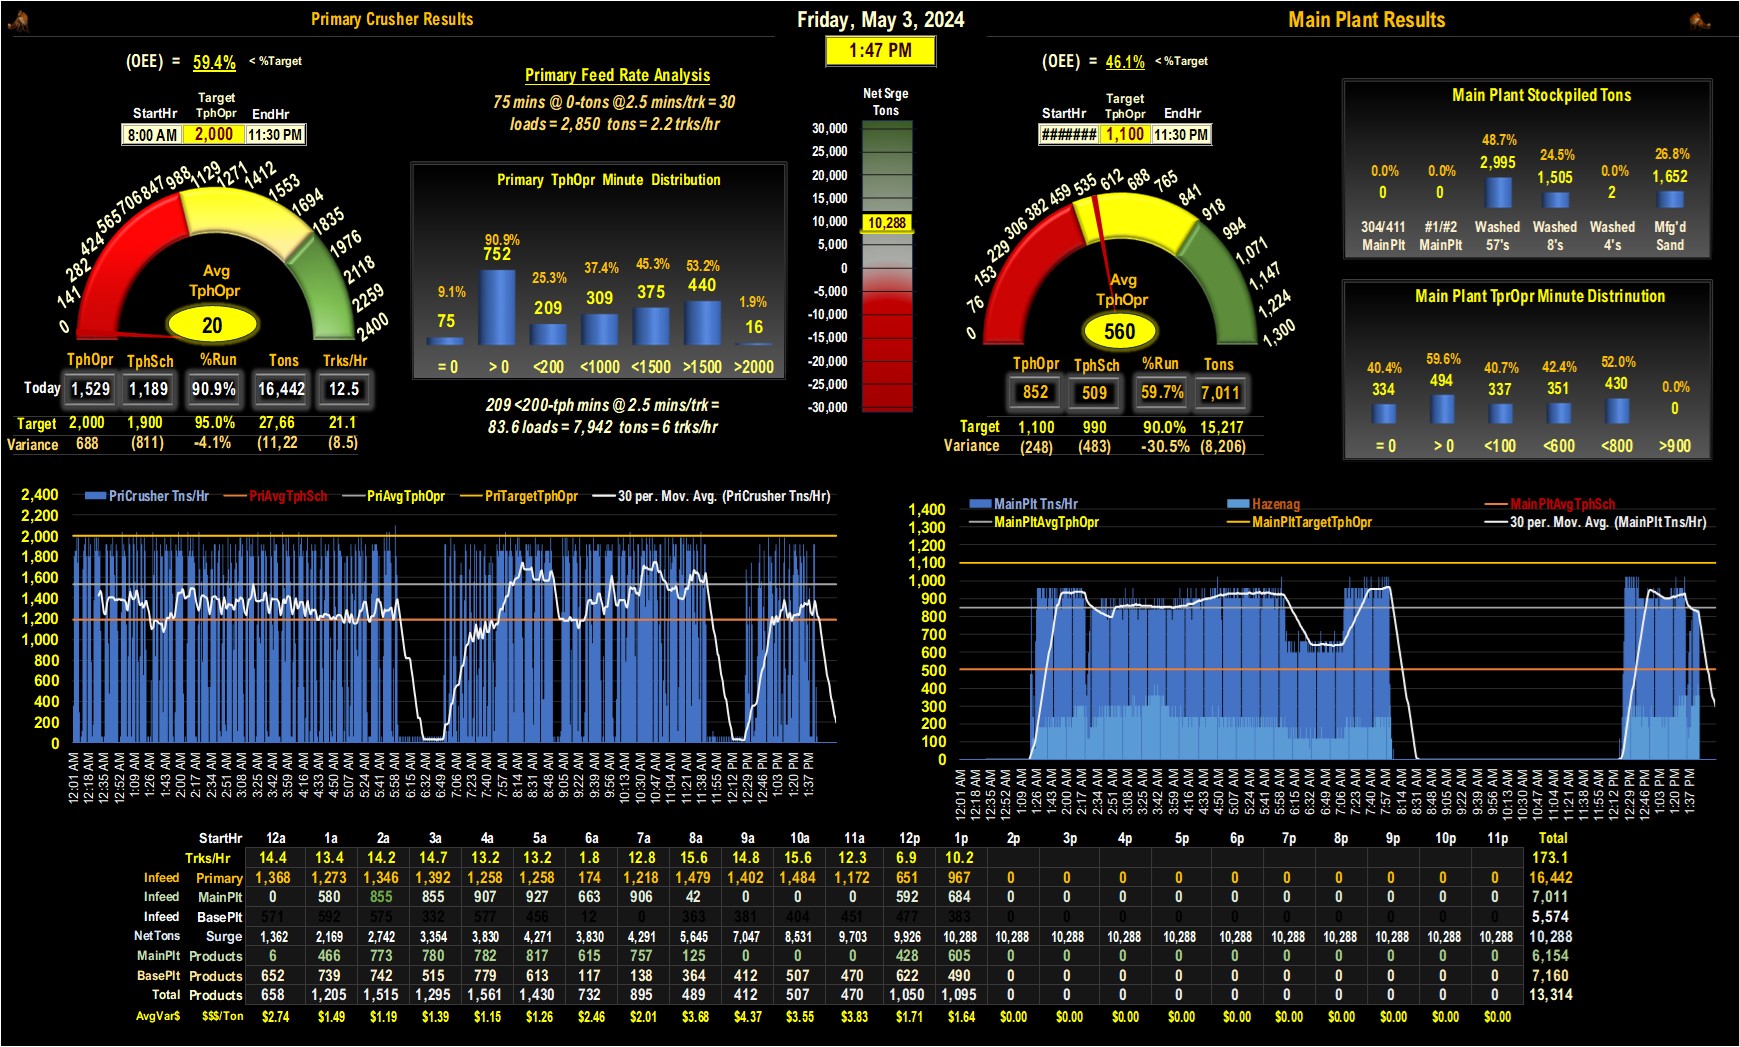 Primary Crusher Results
Friday, May 3, 2024
1:47 PM
Main Plant Results
(OEE) = 59.4% < %Target
StartHr Target TphOpr EndHr
8:00 AM 2,000 11:30 PM
0 141 282 424 565 706 847 988 1129 1271 1412 1553 1694 1835 1976 2118 2259 2400
Avg
TphOpr
20
TphOpr TphSch %Run Tons Trks/Hr
Today 1,529 1,189 90.9% 16,442 12.5
Target 2,000 1,900 95.0% 27,66 21.1
Variance 688 (811) -4.1% (11,22 (8.5)
Primary Feed Rate Analysis
75 mins @ 0-tons @2.5 mins/trk = 30
loads = 2,850 tons = 2.2 trks/hr
Primary TphOpr Minute Distribution
9.1% 90.9% 25.3% 37.4% 45.3% 53.2% 1.9%
75 752 209 309 375 440 16
= 0 > 0 <200 <1000 <1500 >1500 >2000
209 <200-tph mins @ 2.5 mins/trk =
83.6 loads = 7,942 tons = 6 trks/hr
Net Srge
Tons
30,000
25,000
20,000
15,000
10,000
10,288
5,000
0
-5,000
-10,000
-15,000
-20,000
-25,000
-30,000
(OEE) = 46.1% < %Target
StartHr Target TphOpr EndHr
####### 1,100 11:30 PM
0 76 153 229 306 382 459 535 612 688 765 841 918 994 1,071 1,147 1,224 1,300
Avg
TphOpr
560
TphOpr TphSch %Run Tons
852 509 59.7% 7,011
Target 1,100 990 90.0% 15,217
Variance (248) (483) -30.5% (8,206)
Main Plant Stockpiled Tons
0.0% 0.0% 48.7% 24.5% 0.0% 26.8%
0 0 2,995 1,505 2 1,652
304/411 #1/#2 Washed Washed Washed Mfg'd
MainPlt MainPlt 57's 8's 4's Sand
Main Plant TprOpr Minute Distrinution
40.4% 59.6% 40.7% 42.4% 52.0% 0.0%
334 494 337 351 430 0
= 0 > 0 <100 <600 <800 >900
PriCrusher Tns/Hr PriAvgTphSch PriAvgTphOpr PriTargetTphOpr 30 per. Mov. Avg. (PriCrusher Tns/Hr)
2,400
2,200
2,000
1,800
1,600
1,400
1,200
1,000
800
600
400
200
0
12:01 AM 12:18 AM 12:35 AM 12:52 AM 1:09 AM 1:26 AM 1:43 AM 2:00 AM 2:17 AM 2:34 AM 2:51 AM 3:08 AM 3:25 AM 3:42 AM 3:59 AM 4:16 AM 4:33 AM 4:50 AM 5:07 AM 5:24 AM 5:41 AM 5:58 AM 6:15 AM 6:32 AM 6:49 AM 7:06 AM 7:23 AM 7:40 AM 7:57 AM 8:14 AM 8:31 AM 8:48 AM 9:05 AM 9:22 AM 9:39 AM 9:56 AM 10:13 AM 10:30 AM 10:47 AM 11:04 AM 11:21 AM 11:38 AM 11:55 AM 12:12 PM 12:29 PM 12:46 PM 1:03 PM 1:20 PM 1:37 PM
MainPlt Tns/Hr Hazenag MainPltAvgTphSch
MainPltAvgTphOpr MainPltTargetTphOpr 30 per. Mov. Avg. (MainPlt Tns/Hr)
1,400
1,300
1,200
1,100
1,000
900
800
700
600
500
400
300
200
100
0
12:01 AM 12:18 AM 12:35 AM 12:52 AM 1:09 AM 1:26 AM 1:43 AM 2:00 AM 2:17 AM 2:34 AM 2:51 AM 3:08 AM 3:25 AM 3:42 AM 3:59 AM 4:16 AM 4:33 AM 4:50 AM 5:07 AM 5:24 AM 5:41 AM 5:58 AM 6:15 AM 6:32 AM 6:49 AM 7:06 AM 7:23 AM 7:40 AM 7:57 AM 8:14 AM 8:31 AM 8:48 AM 9:05 AM 9:22 AM 9:39 AM 9:56 AM 10:13 AM 10:30 AM 10:47 AM 11:04 AM 11:21 AM 11:38 AM 11:55 AM 12:12 PM 12:29 PM 12:46 PM 1:03 PM 1:20 PM 1:37 PM
StartHr 12a 1a 2a 3a 4a 5a 6a 7a 8a 9a 10a 11a 12p 1p 2p 3p 4p 5p 6p 7p 8p 9p 10p 11p Total
Trks/Hr 14.4 13.4 14.2 14.7 13.2 13.2 1.8 12.8 15.6 14.8 15.6 12.3 6.9 10.2 173.1
Infeed Primary 1,368 1,273 1,346 1,392 1,258 1,258 174 1,218 1,479 1,402 1,484 1,172 651 967 0 0 0 0 0 0 0 0 0 0 16,442
Infeed MainPlt 0 580 855 855 907 927 663 906 42 0 0 0 592 684 0 0 0 0 0 0 0 0 0 0 7,011
Infeed BasePlt 571 592 575 332 577 456 12 0 363 381 404 451 477 383 0 0 0 0 0 0 0 0 0 0 5,574
NetTons Surge 1,362 2,169 2,742 3,354 3,830 4,271 3,830 4,291 5,645 7,047 8,531 9,703 9,926 10,288 10,288 10,288 10,288 10,288 10,288 10,288 10,288 10,288 10,288 10,288 10,288
MainPlt Products 6 466 773 780 782 817 615 757 125 0 0 0 428 605 0 0 0 0 0 0 0 0 0 0 6,154
BasePlt Products 652 739 742 515 779 613 117 138 364 412 507 470 622 490 0 0 0 0 0 0 0 0 0 0 7,160
Total Products 658 1,205 1,515 1,295 1,561 1,430 732 895 489 412 507 470 1,050 1,095 0 0 0 0 0 0 0 0 0 0 13,314
AvgVar$ $$$/Ton $2.74 $1.49 $1.19 $1.39 $1.15 $1.26 $2.46 $2.01 $3.68 $4.37 $3.55 $3.83 $1.71 $1.64 $0.00 $0.00 $0.00 $0.00 $0.00 $0.00 $0.00 $0.00 $0.00 $0.00